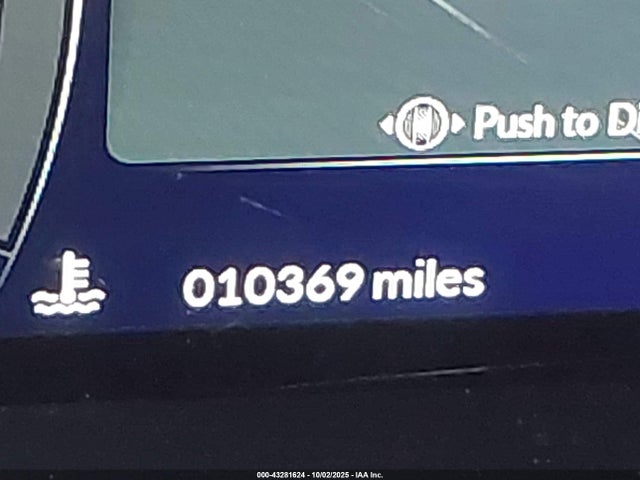 Push to Di
010369 miles
000-43281624 - 10/02/2025 - IAA Inc.